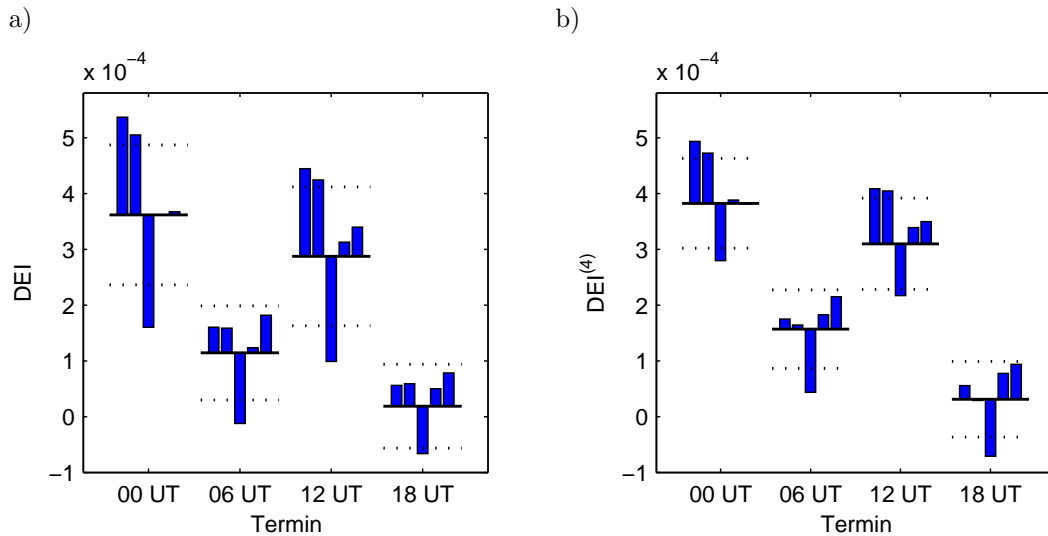 a)
x 10⁻⁴
5
4
3
2
1
0
−1
DEI
00 UT 06 UT 12 UT 18 UT
Termin
b)
x 10⁻⁴
5
4
3
2
1
0
−1
DEI⁽⁴⁾
00 UT 06 UT 12 UT 18 UT
Termin